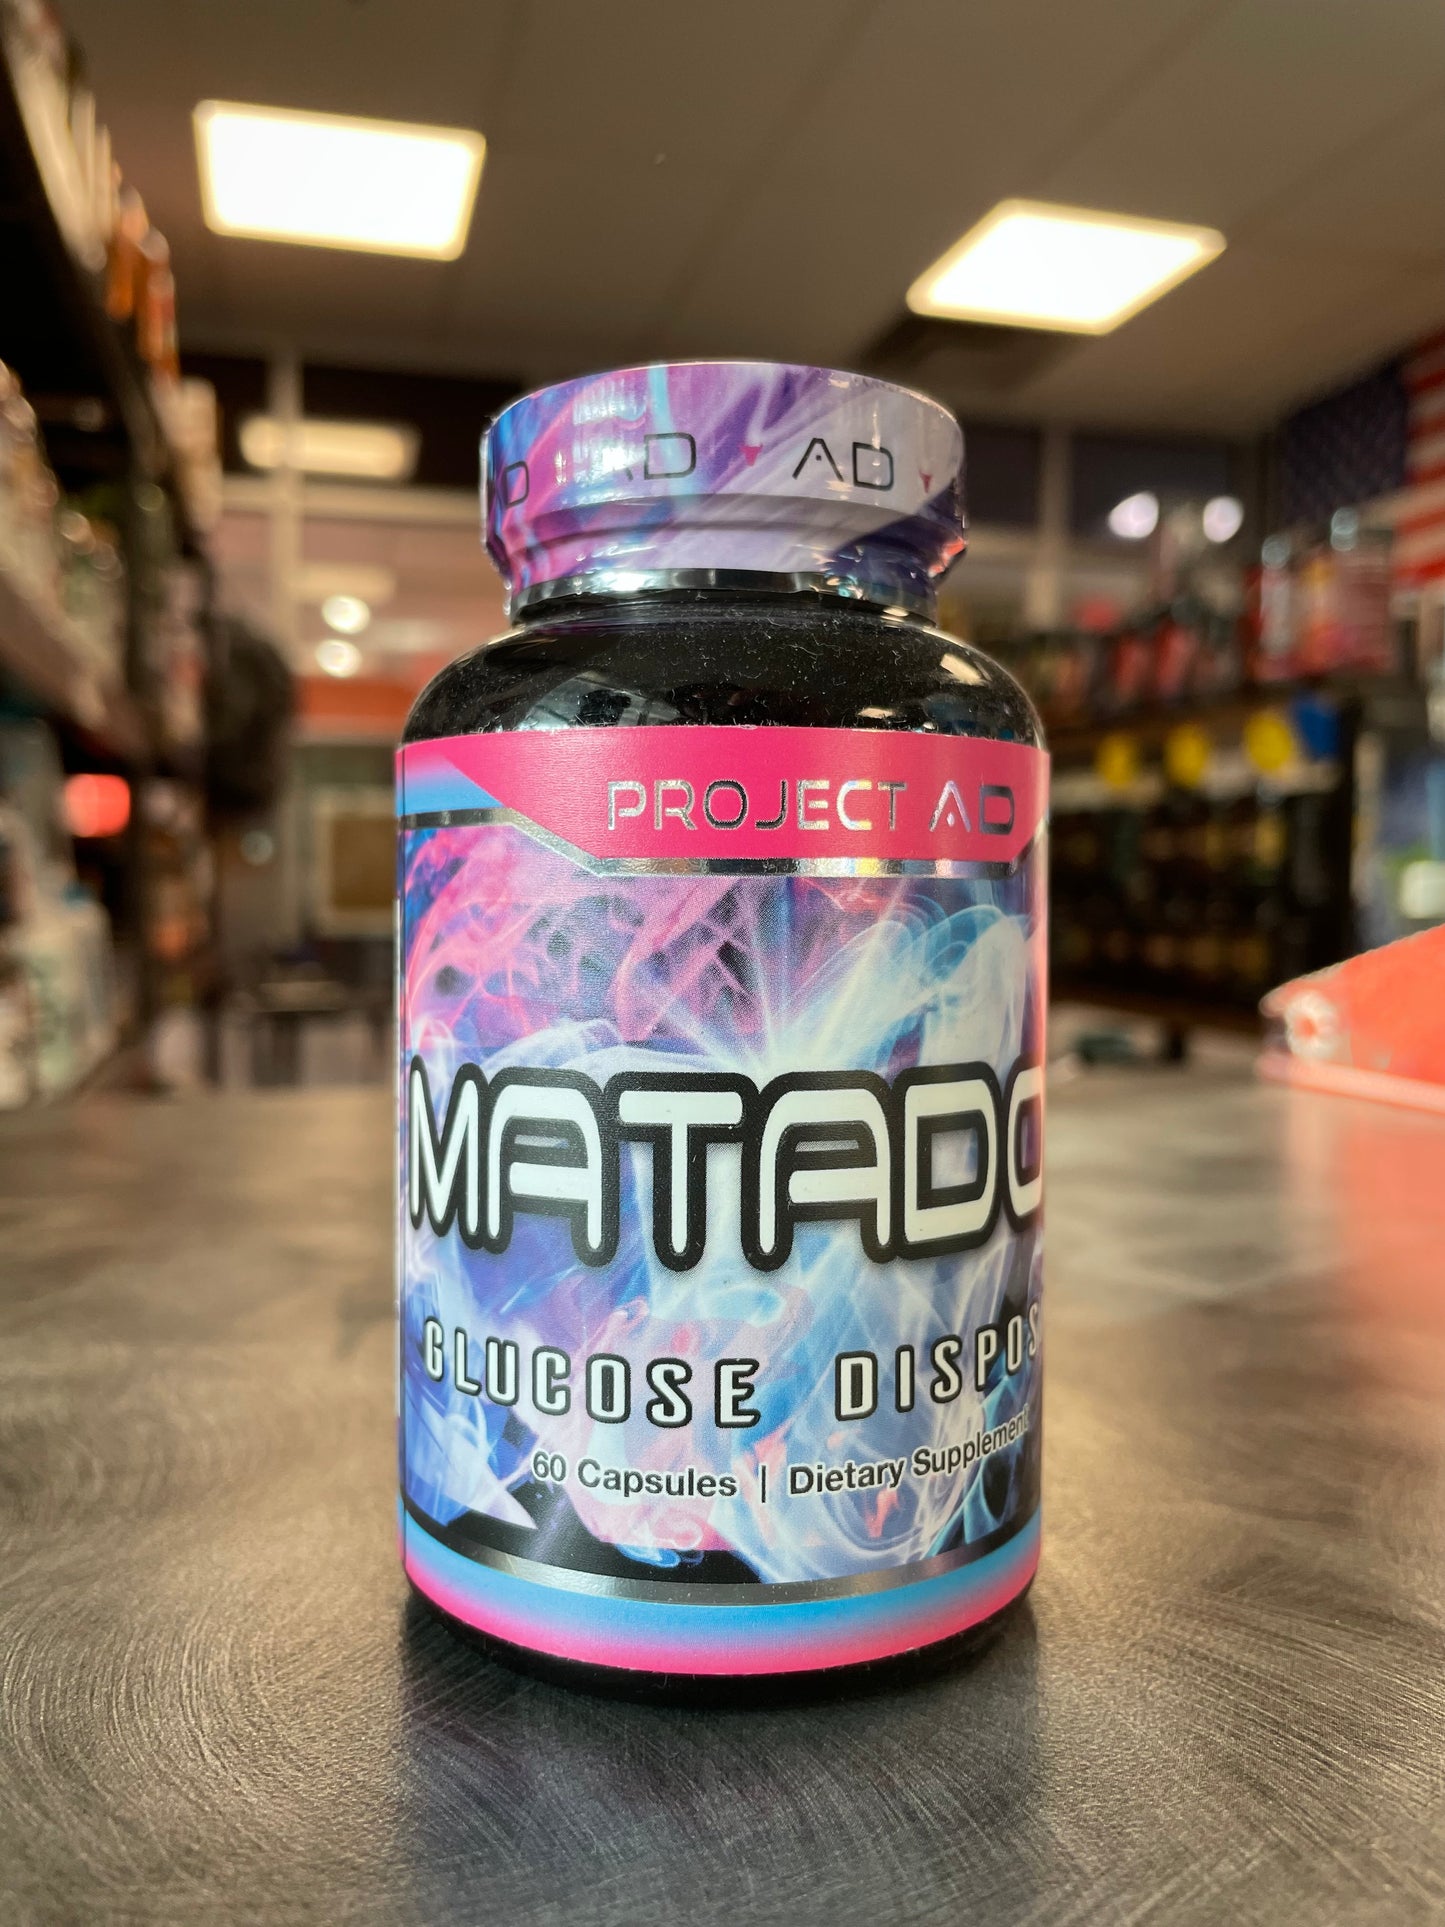 AD AD
PROJECT AD
MATADO
GLUCOSE DISPOS
60 Capsules | Dietary Supplement